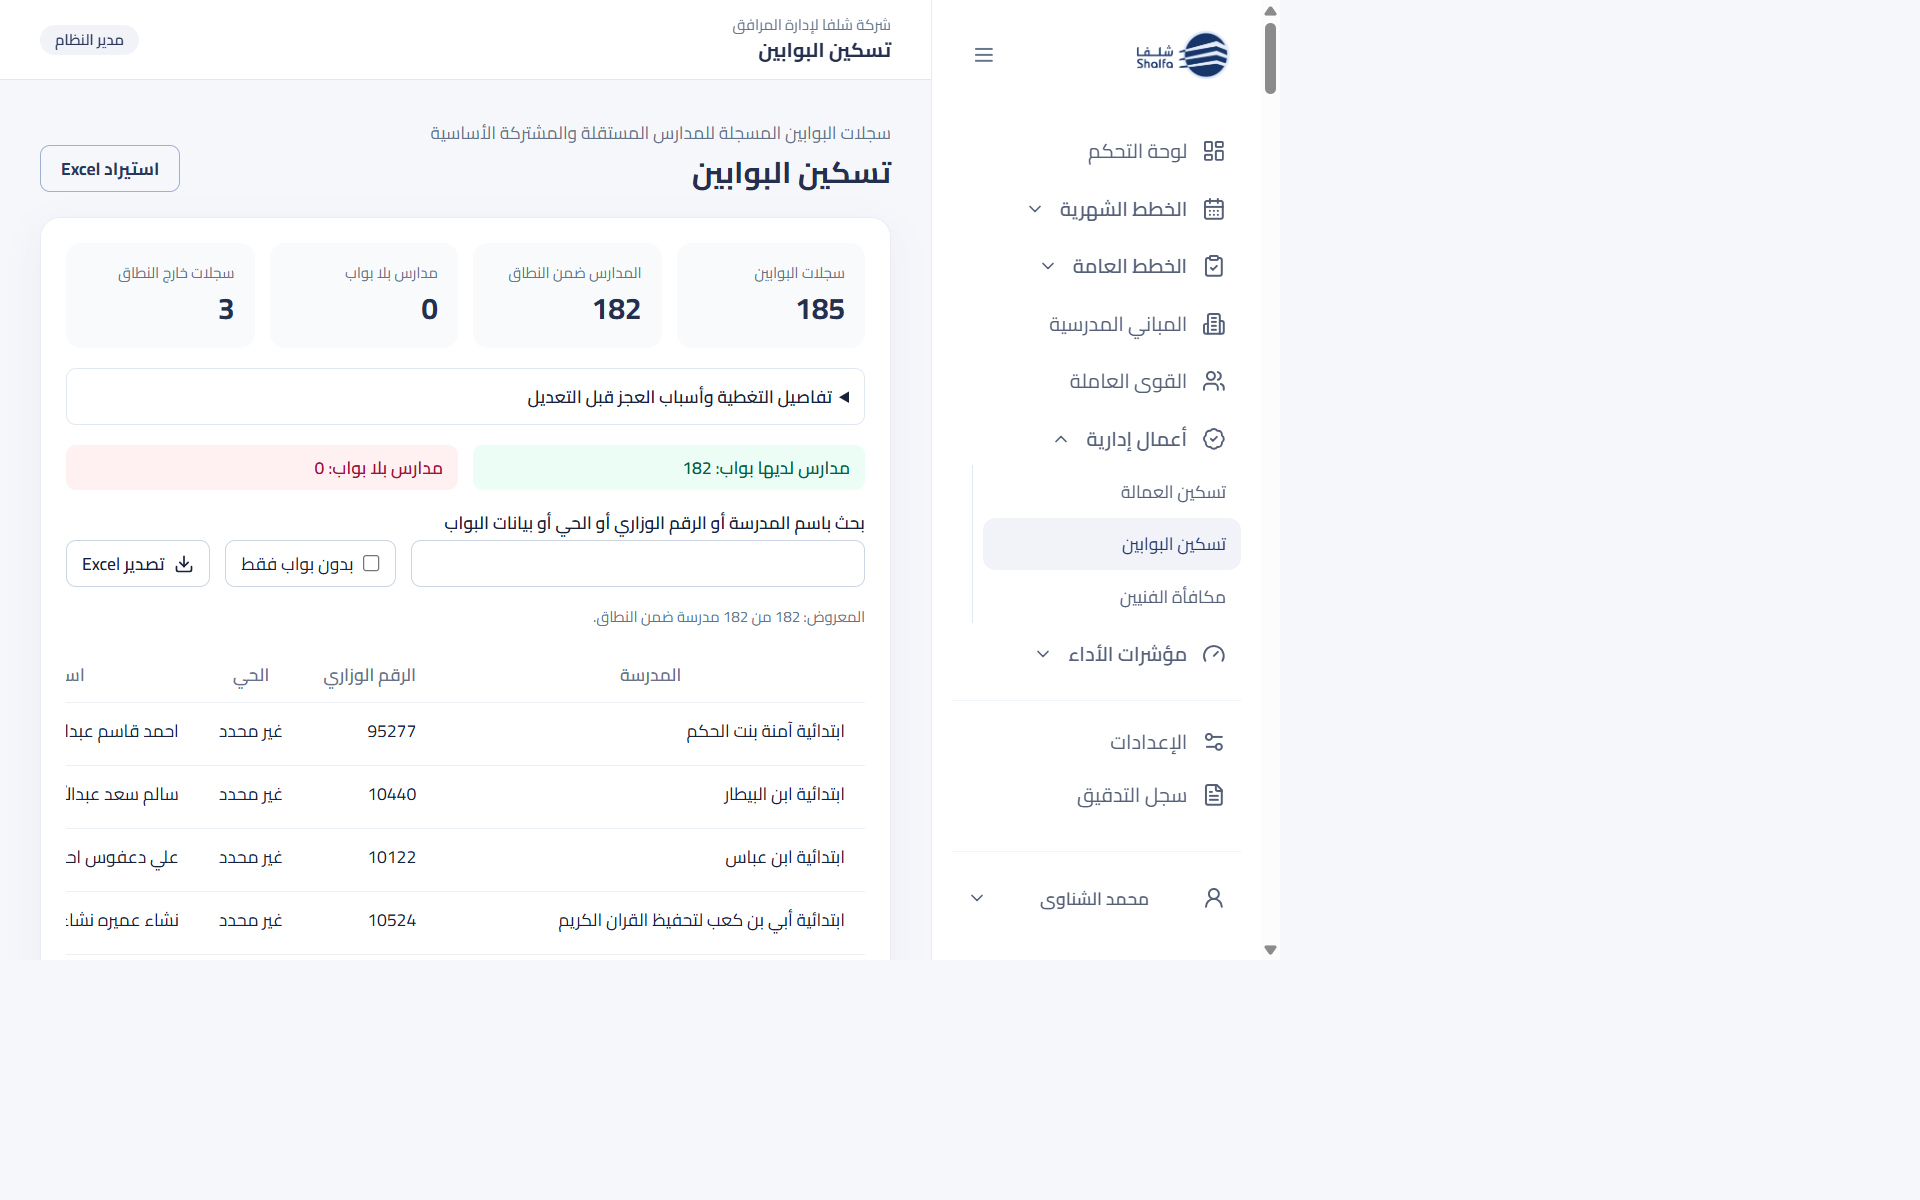 شلفا
Shalfa
لوحة التحكم
الخطط الشهرية
الخطط العامة
المباني المدرسية
القوى العاملة
أعمال إدارية
تسكين العمالة
تسكين البوابين
مكافأة الفنيين
مؤشرات الأداء
الإعدادات
سجل التدقيق
محمد الشناوى
شركة شلفا لإدارة المرافق
تسكين البوابين
مدير النظام
سجلات البوابين المسجلة للمدارس المستقلة والمشتركة الأساسية
تسكين البوابين
استيراد Excel
سجلات البوابين
185
المدارس ضمن النطاق
182
مدارس بلا بواب
0
سجلات خارج النطاق
3
تفاصيل التغطية وأسباب العجز قبل التعديل
مدارس لديها بواب: 182
مدارس بلا بواب: 0
بحث باسم المدرسة أو الرقم الوزاري أو الحي أو بيانات البواب
بدون بواب فقط
تصدير Excel
المعروض: 182 من 182 مدرسة ضمن النطاق.
المدرسة الرقم الوزاري الحي
ابتدائية آمنة بنت الحكم 95277 غير محدد احمد قاسم
ابتدائية ابن البيطار 10440 غير محدد سالم سعد
ابتدائية ابن عباس 10122 غير محدد علي دعفوس
ابتدائية أبي بن كعب لتحفيظ القران الكريم 10524 غير محدد نشاء عميره